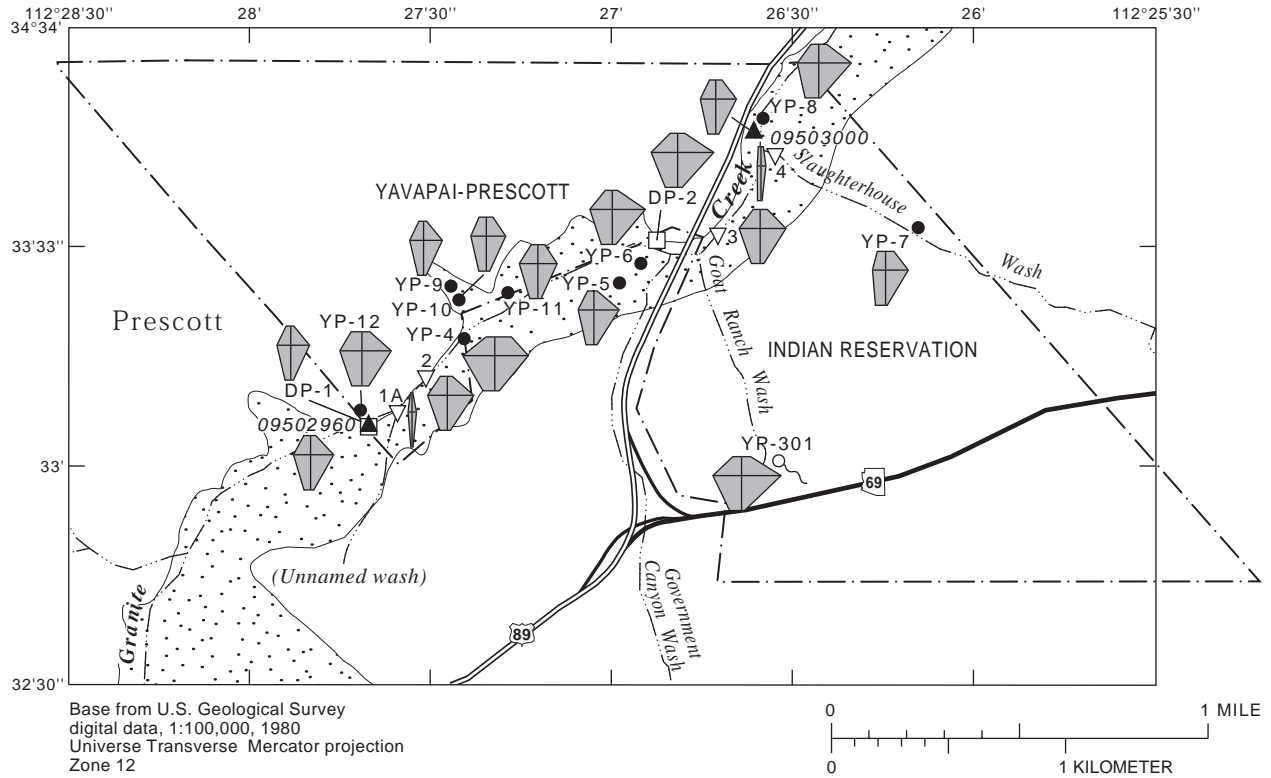 112°28'30" 28' 27'30" 27' 26'30" 26' 112°25'30"
34°34'
YP-8
09503000
4
Slaughterhouse
YAVAPAI-PRESCOTT
DP-2
Creek
33'33"
3
YP-7
YP-6
Wash
YP-9
YP-5
Goat Ranch Wash
YP-10
YP-11
Prescott
YP-12
YP-4
INDIAN RESERVATION
2
DP-1
1A
09502960
YP-301
33'
69
(Unnamed wash)
Granite
Government
Canyon Wash
89
32'30"
Base from U.S. Geological Survey
digital data, 1:100,000, 1980
Universe Transverse Mercator projection
Zone 12
0 1 MILE
0 1 KILOMETER